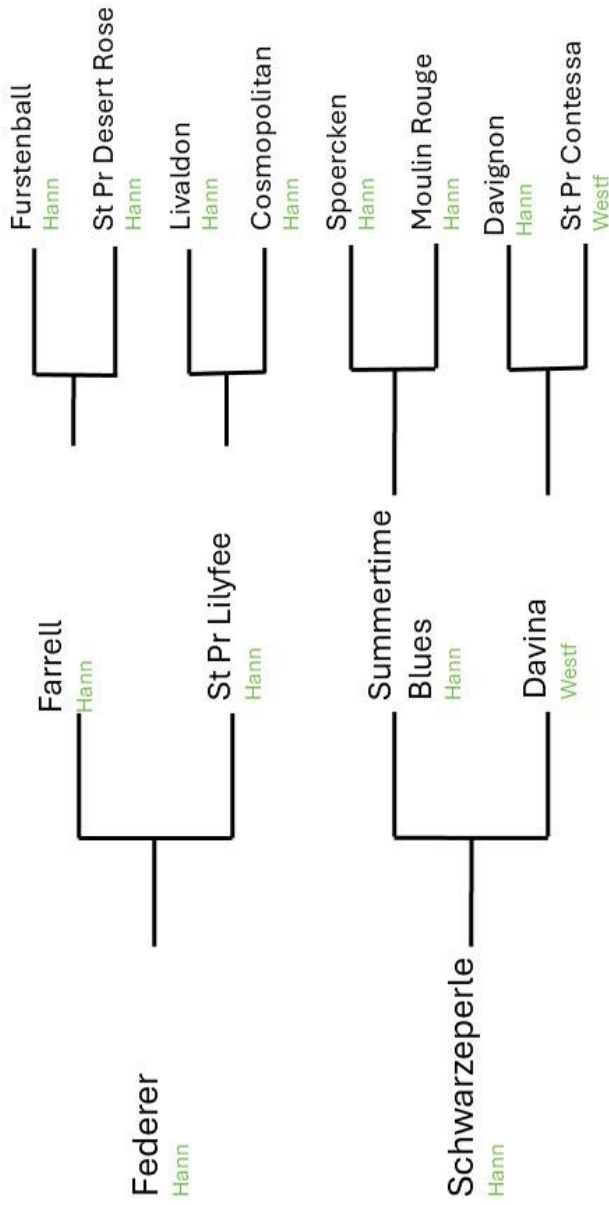 Federer
Hann
Schwarzeperle
Hann
Farrell
Hann
St Pr Lilyfee
Hann
Summertime
Blues
Hann
Davina
Westf
Furstenball
Hann
St Pr Desert Rose
Hann
Livaldon
Hann
Cosmopolitan
Hann
Spoercken
Hann
Moulin Rouge
Hann
Davignon
Hann
St Pr Contessa
Westf